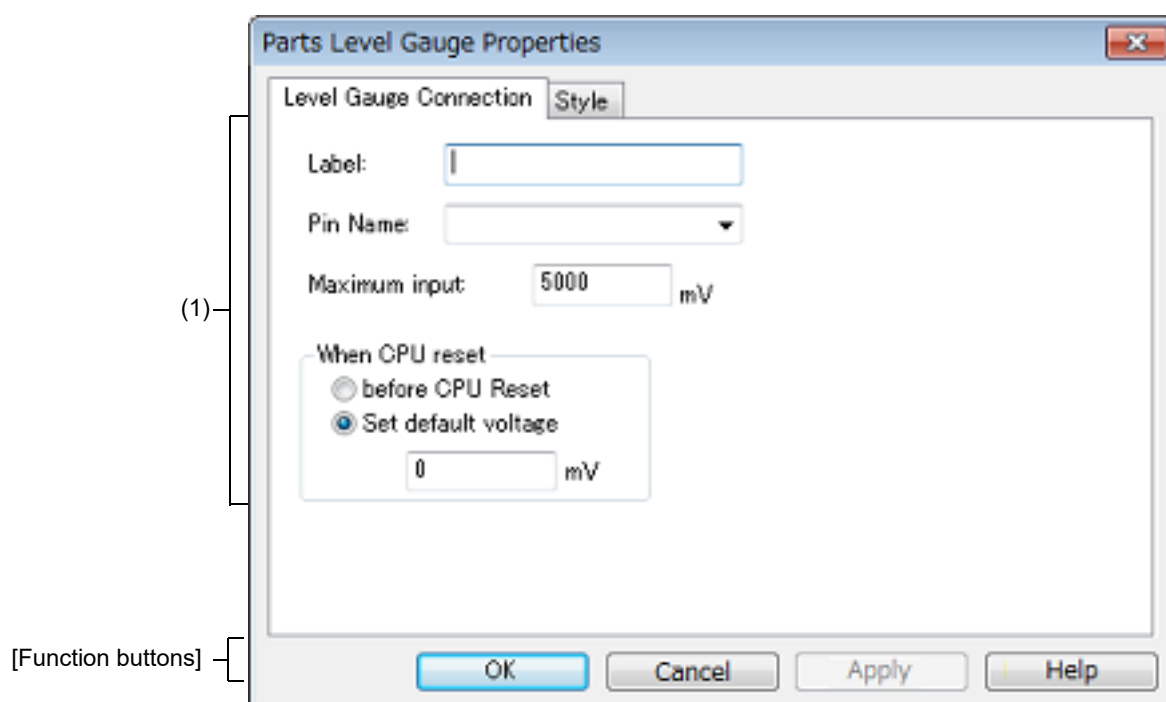 Parts Level Gauge Properties
Level Gauge Connection Style
Label:
Pin Name:
Maximum input: 5000 mV
(1)
When CPU reset
before CPU Reset
Set default voltage
0 mV
[Function buttons]
OK Cancel Apply Help